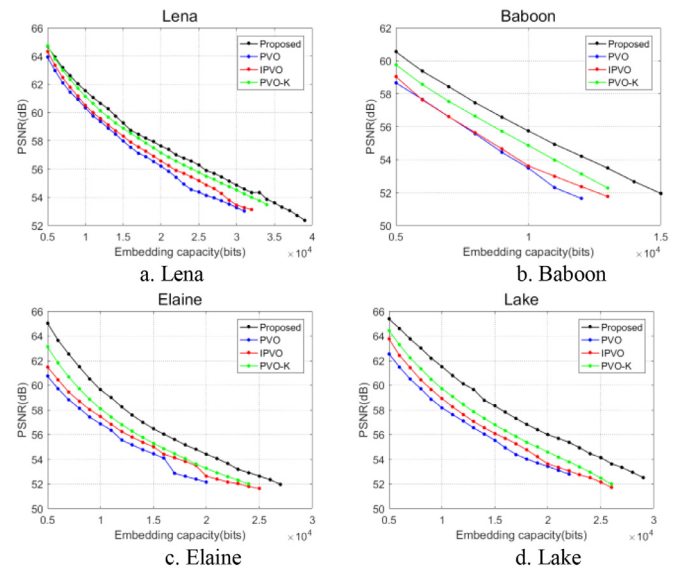 Lena
66
64
62
60
58
56
54
52
PSNR(dB)
0.5 1 1.5 2 2.5 3 3.5 4
Embedding capacity(bits) × 10^4
Proposed
PVO
IPVO
PVO-K
a. Lena
Baboon
62
60
58
56
54
52
50
PSNR(dB)
0.5 1 1.5
Embedding capacity(bits) × 10^4
Proposed
PVO
IPVO
PVO-K
b. Baboon
Elaine
66
64
62
60
58
56
54
52
50
PSNR(dB)
0.5 1 1.5 2 2.5 3
Embedding capacity(bits) × 10^4
Proposed
PVO
IPVO
PVO-K
c. Elaine
Lake
66
64
62
60
58
56
54
52
50
PSNR(dB)
0.5 1 1.5 2 2.5 3
Embedding capacity(bits) × 10^4
Proposed
PVO
IPVO
PVO-K
d. Lake